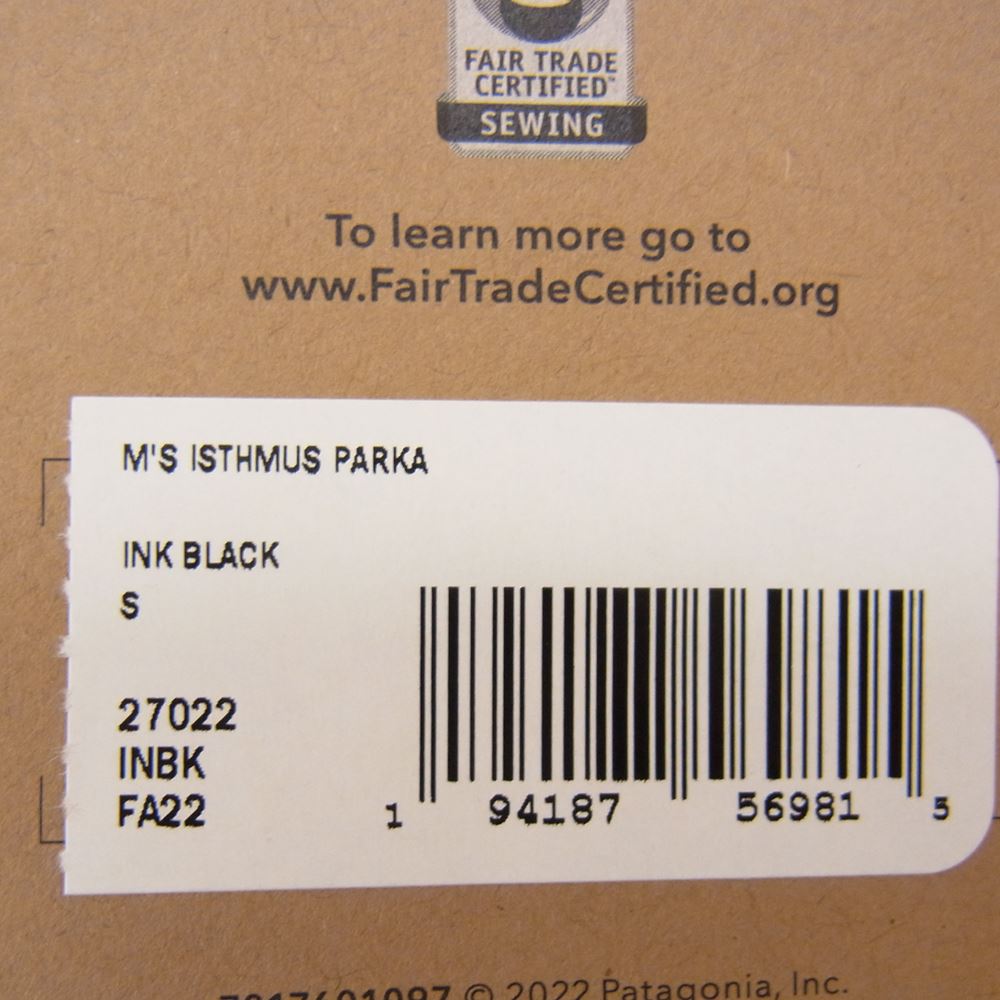 FAIR TRADE
CERTIFIED™
SEWING
To learn more go to
www.FairTradeCertified.org
M'S ISTHMUS PARKA
INK BLACK
S
27022
INBK
FA22
1 94187 56981 5
© 2022 Patagonia, Inc.